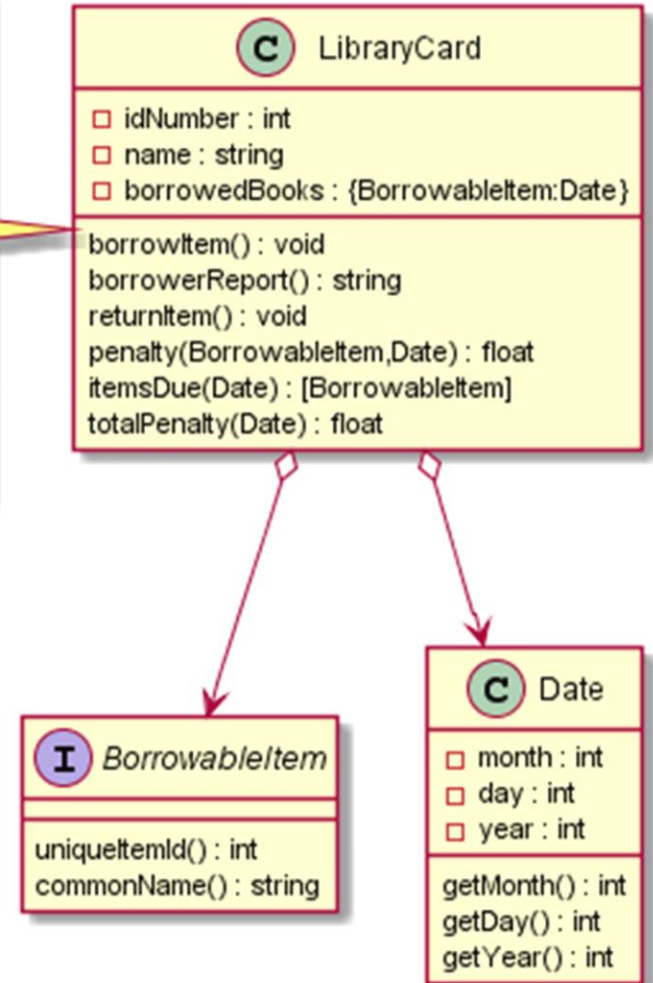 C LibraryCard
idNumber : int
name : string
borrowedBooks : {BorrowableItem:Date}
borrowItem() : void
borrowerReport() : string
returnItem() : void
penalty(BorrowableItem,Date) : float
itemsDue(Date) : [BorrowableItem]
totalPenalty(Date) : float
I BorrowableItem
uniqueItemId() : int
commonName() : string
C Date
month : int
day : int
year : int
getMonth() : int
getDay() : int
getYear() : int